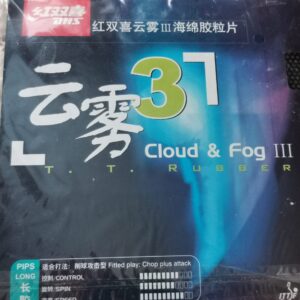 红双喜
DHS
红双喜云雾III海绵胶粒片
云雾3
Cloud & Fog III
T. T. RUBBER
PIPS
LONG
长
适合打法：削球攻击型 Fitted play: Chop plus attack
控制/CONTROL
旋转/SPIN
速度/SPEED